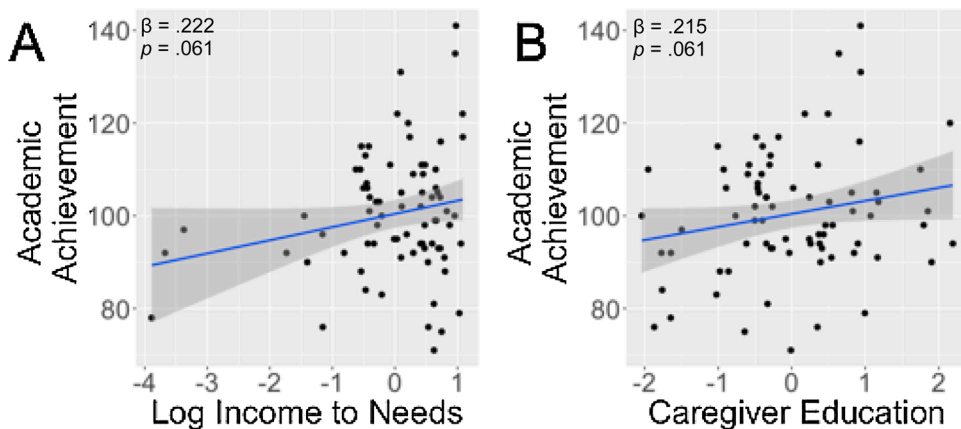 A
β = .222
p = .061
140
120
100
80
Academic
Achievement
-4
-3
-2
-1
0
1
Log Income to Needs
B
β = .215
p = .061
140
120
100
80
Academic
Achievement
-2
-1
0
1
2
Caregiver Education